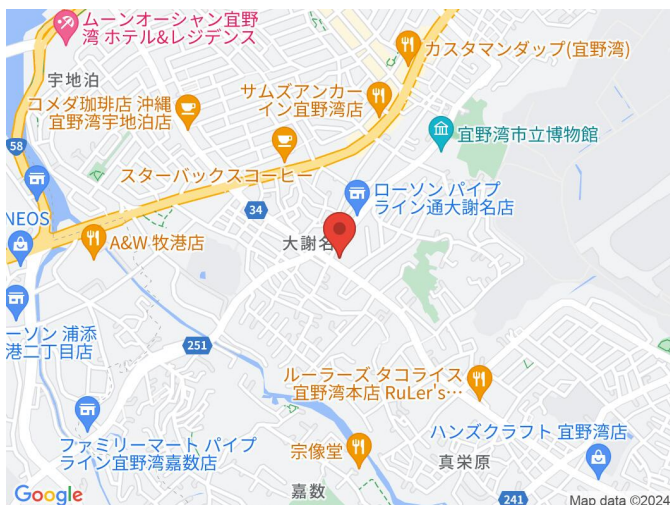 ムーンオーシャン宜野
湾 ホテル&レジデンス
カスタマンダップ(宜野湾)
宇地泊
サムズアンカー
イン宜野湾店
コメダ珈琲店 沖縄
宜野湾宇地泊店
宜野湾市立博物館
58
スターバックスコーヒー
ローソン パイプ
ライン通大謝名店
34
NEOS
A&W 牧港店
大謝名
ーソン 浦添
港二丁目店
251
ルーラーズ タコライス
宜野湾本店 RuLer's…
ファミリーマート パイプ
ライン宜野湾嘉数店
宗像堂
ハンズクラフト 宜野湾店
真栄原
嘉数
241
Google
Map data ©2024